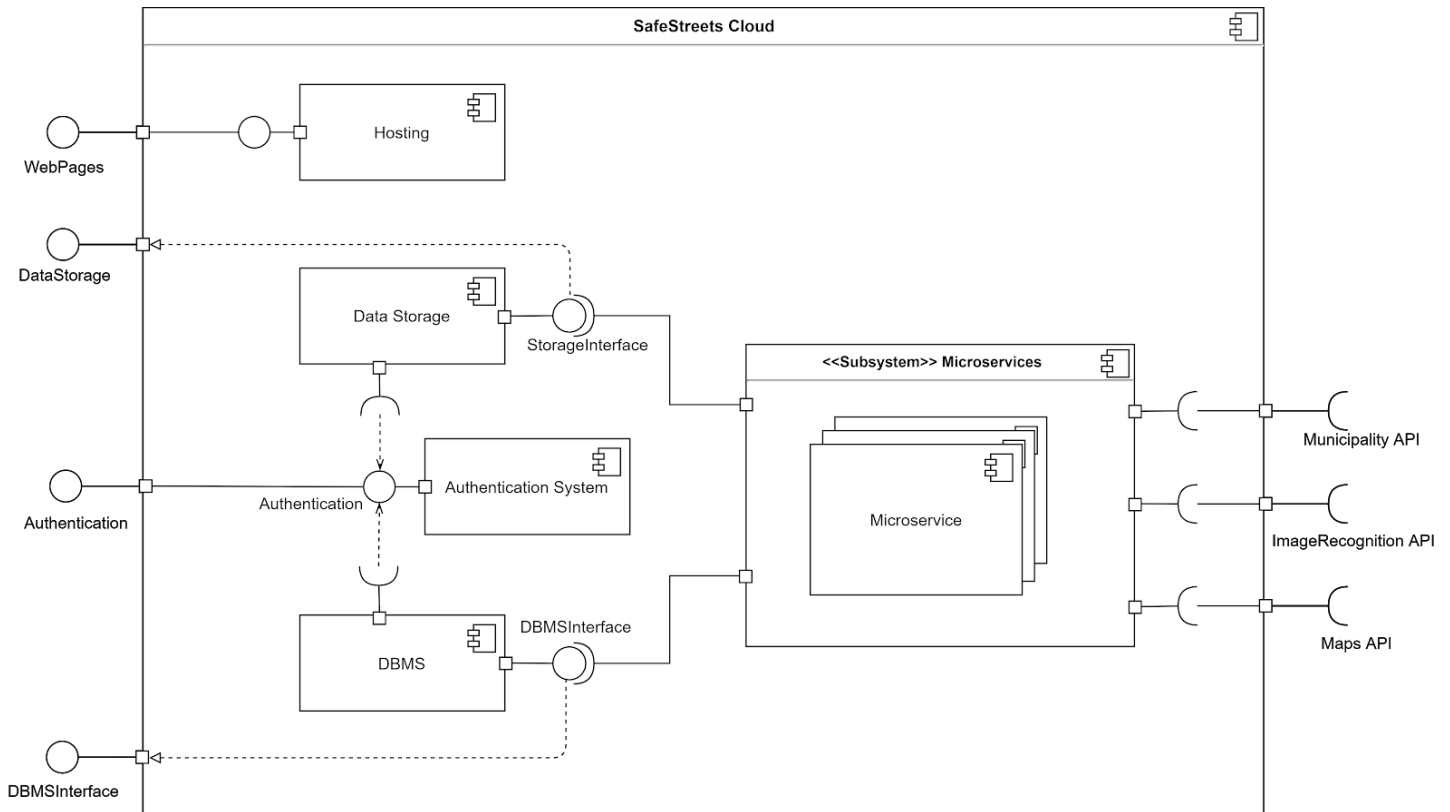 SafeStreets Cloud
Hosting
WebPages
DataStorage
Data Storage
StorageInterface
<<Subsystem>> Microservices
Municipality API
Authentication System
Authentication
Authentication
Microservice
ImageRecognition API
DBMSInterface
Maps API
DBMS
DBMSInterface